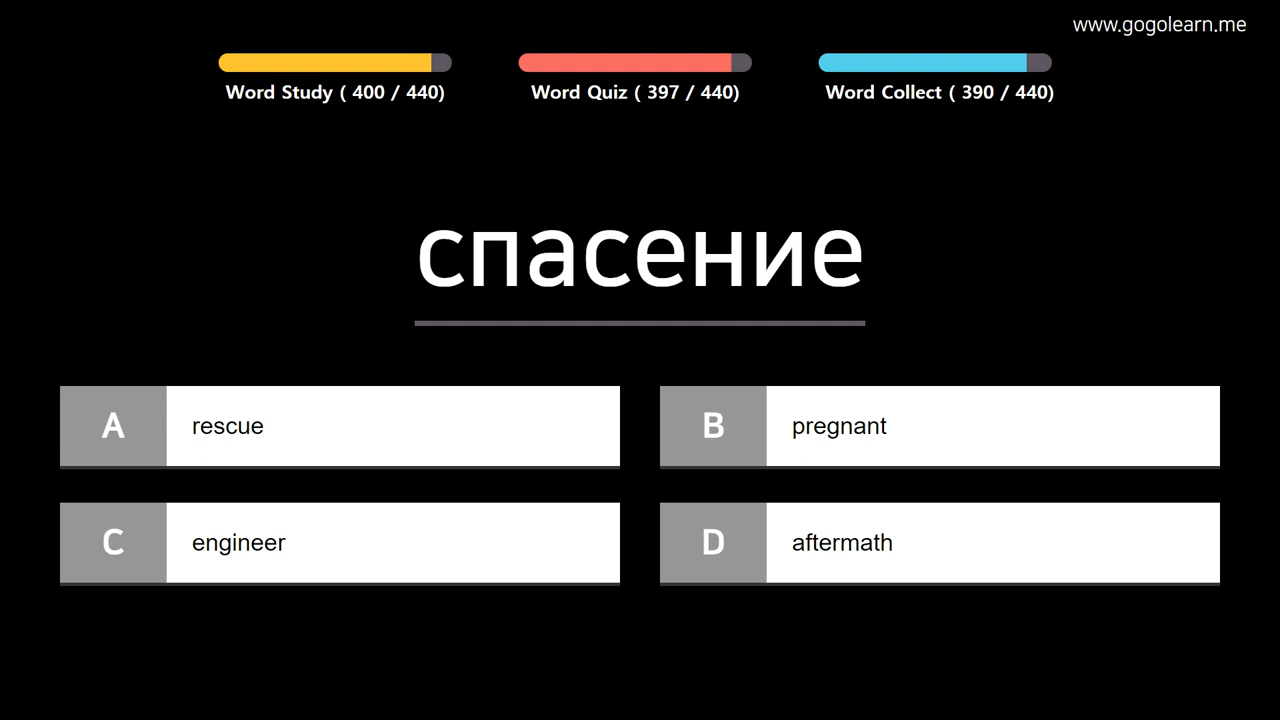 www.gogolearn.me
Word Study ( 400 / 440)
Word Quiz ( 397 / 440)
Word Collect ( 390 / 440)
спасение
A rescue
B pregnant
C engineer
D aftermath